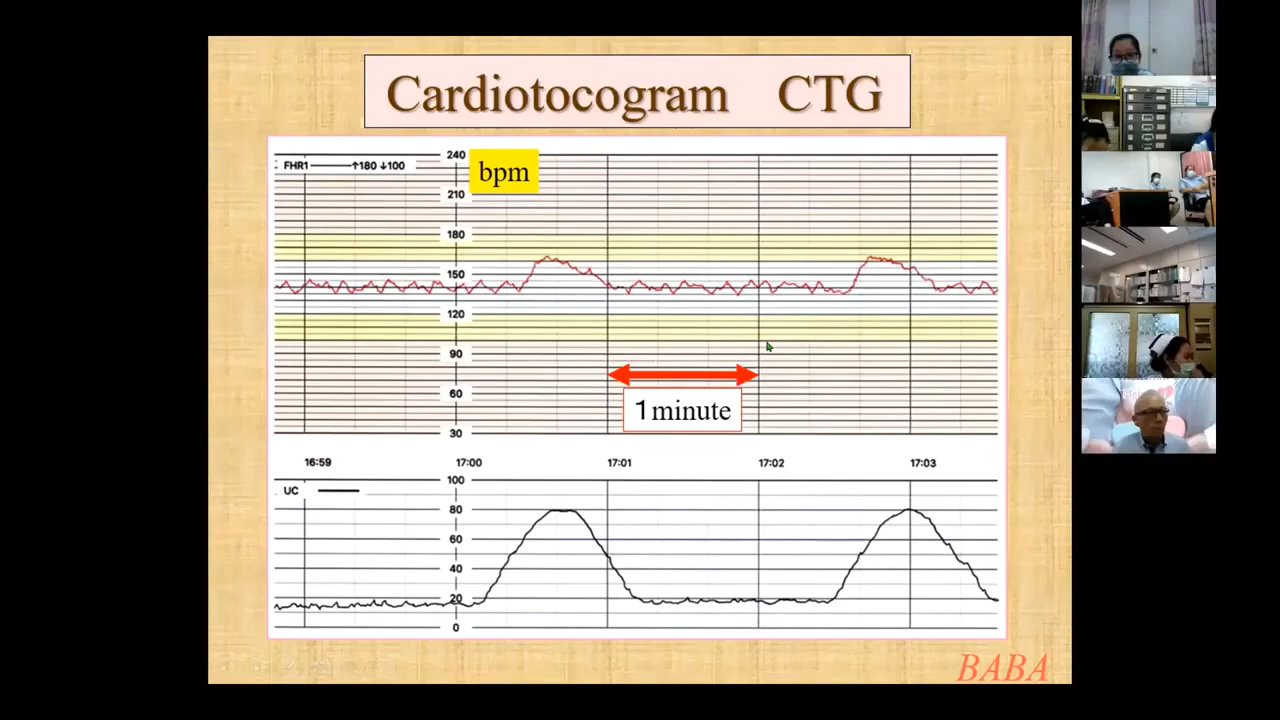 Cardiotocogram CTG
FHR1 ↑180 ↓100
240
bpm
210
180
150
120
90
60
30
1 minute
16:59 17:00 17:01 17:02 17:03
UC
100
80
60
40
20
0
BABA